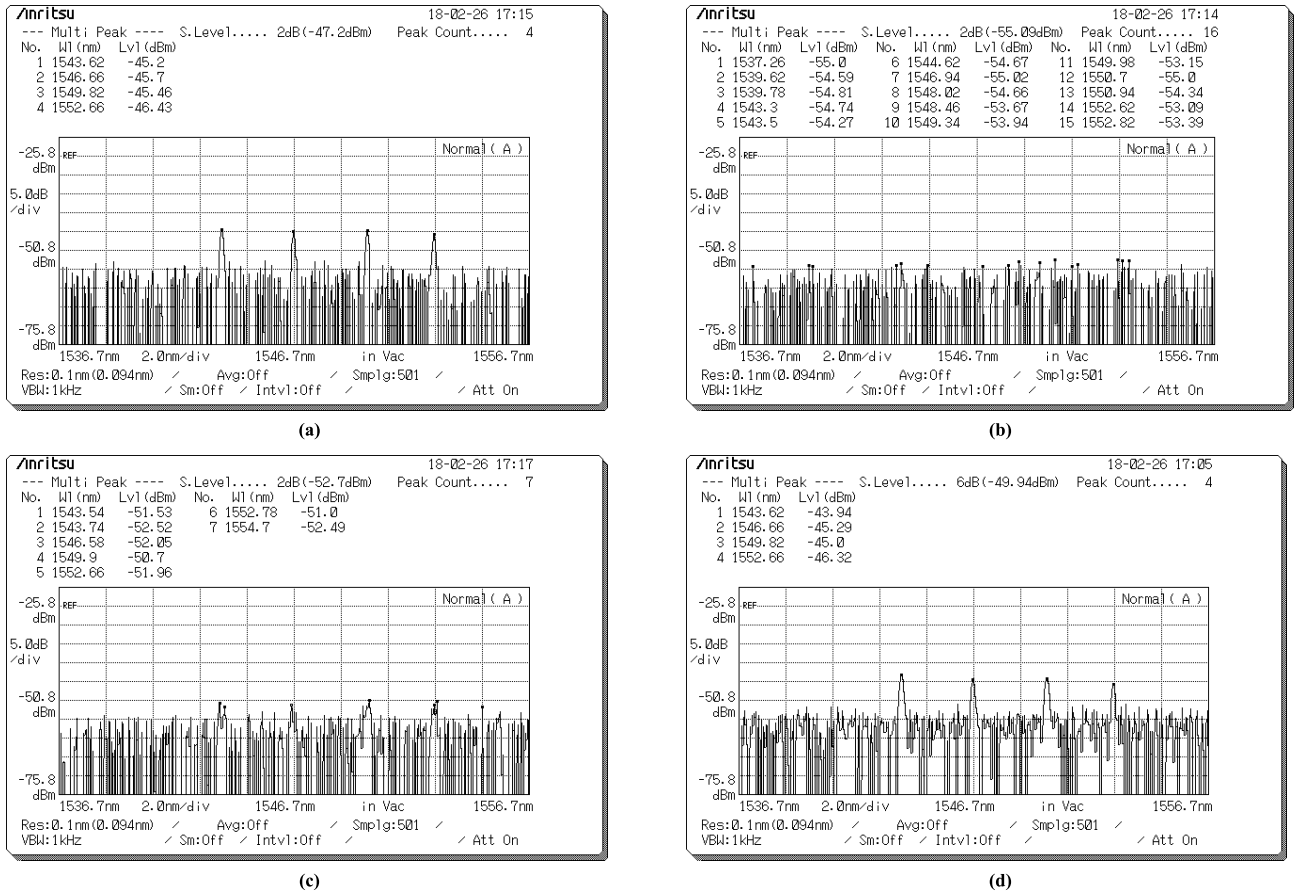 Anritsu 18-02-26 17:15
--- Multi Peak ---- S.Level..... 2dB(-47.2dBm) Peak Count..... 4
No. Wl(nm) Lvl(dBm)
1 1543.62 -45.2
2 1546.66 -45.7
3 1549.82 -45.46
4 1552.66 -46.43
Normal( A )
-25.8
dBm
REF
5.0dB
/div
-50.8
dBm
-75.8
dBm
1536.7nm 2.0nm/div 1546.7nm in Vac 1556.7nm
Res:0.1nm(0.094nm) / Avg:Off / Smplg:501 /
VBW:1kHz / Sm:Off / Intvl:Off / / Att On
(a)
Anritsu 18-02-26 17:14
--- Multi Peak ---- S.Level..... 2dB(-55.09dBm) Peak Count..... 16
No. Wl(nm) Lvl(dBm) No. Wl(nm) Lvl(dBm) No. Wl(nm) Lvl(dBm)
1 1537.26 -55.0 6 1544.62 -54.67 11 1549.98 -53.15
2 1539.62 -54.59 7 1546.94 -55.02 12 1550.7 -55.0
3 1539.78 -54.81 8 1548.02 -54.66 13 1550.94 -54.34
4 1543.3 -54.74 9 1548.46 -53.67 14 1552.62 -53.09
5 1543.5 -54.27 10 1549.34 -53.94 15 1552.82 -53.39
Normal( A )
-25.8
dBm
REF
5.0dB
/div
-50.8
dBm
-75.8
dBm
1536.7nm 2.0nm/div 1546.7nm in Vac 1556.7nm
Res:0.1nm(0.094nm) / Avg:Off / Smplg:501 /
VBW:1kHz / Sm:Off / Intvl:Off / / Att On
(b)
Anritsu 18-02-26 17:17
--- Multi Peak ---- S.Level..... 2dB(-52.7dBm) Peak Count..... 7
No. Wl(nm) Lvl(dBm) No. Wl(nm) Lvl(dBm)
1 1543.54 -51.53 6 1552.78 -51.0
2 1543.74 -52.52 7 1554.7 -52.49
3 1546.58 -52.05
4 1549.9 -50.7
5 1552.66 -51.96
Normal( A )
-25.8
dBm
REF
5.0dB
/div
-50.8
dBm
-75.8
dBm
1536.7nm 2.0nm/div 1546.7nm in Vac 1556.7nm
Res:0.1nm(0.094nm) / Avg:Off / Smplg:501 /
VBW:1kHz / Sm:Off / Intvl:Off / / Att On
(c)
Anritsu 18-02-26 17:05
--- Multi Peak ---- S.Level..... 6dB(-49.94dBm) Peak Count..... 4
No. Wl(nm) Lvl(dBm)
1 1543.62 -43.94
2 1546.66 -45.29
3 1549.82 -45.0
4 1552.66 -46.32
Normal( A )
-25.8
dBm
REF
5.0dB
/div
-50.8
dBm
-75.8
dBm
1536.7nm 2.0nm/div 1546.7nm in Vac 1556.7nm
Res:0.1nm(0.094nm) / Avg:Off / Smplg:501 /
VBW:1kHz / Sm:Off / Intvl:Off / / Att On
(d)